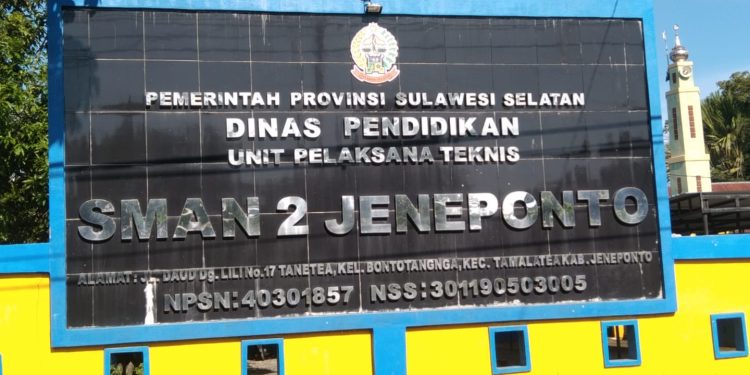 PEMERINTAH PROVINSI SULAWESI SELATAN
DINAS PENDIDIKAN
UNIT PELAKSANA TEKNIS
SMAN 2 JENEPONTO
ALAMAT : JL. DAUD Dg. LILI No.17 TANETEA, KEL. BONTOTANGNGA, KEC. TAMALATEA KAB. JENEPONTO
NPSN: 40301857 NSS: 301190503005